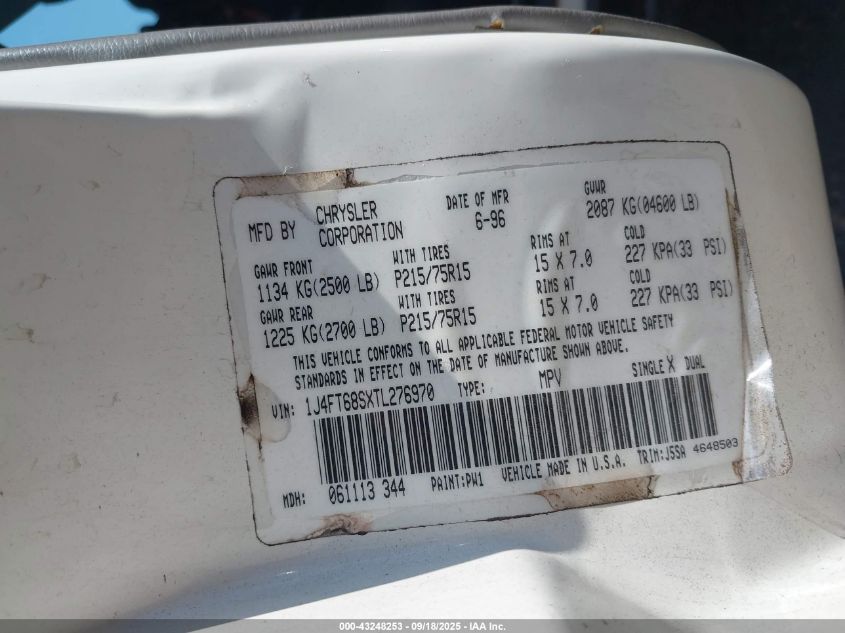 MFD BY CHRYSLER CORPORATION DATE OF MFR 6-96 GVWR 2087 KG(04600 LB)
GAWR FRONT WITH TIRES RIMS AT COLD
1134 KG(2500 LB) P215/75R15 15 X 7.0 227 KPA(33 PSI)
GAWR REAR WITH TIRES RIMS AT COLD
1225 KG(2700 LB) P215/75R15 15 X 7.0 227 KPA(33 PSI)
THIS VEHICLE CONFORMS TO ALL APPLICABLE FEDERAL MOTOR VEHICLE SAFETY
STANDARDS IN EFFECT ON THE DATE OF MANUFACTURE SHOWN ABOVE.
VIN: 1J4FT68SXTL276970 TYPE: MPV SINGLE X DUAL
MDH: 061113 344 PAINT:PW1 VEHICLE MADE IN U.S.A. TRIM:J5SA 4648503
000-43248253 - 09/18/2025 - IAA Inc.